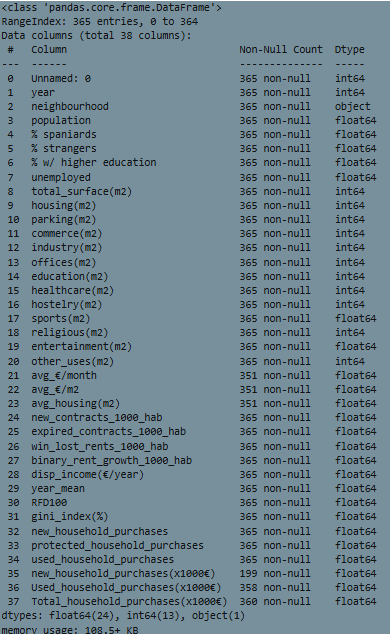 <class 'pandas.core.frame.DataFrame'>
RangeIndex: 365 entries, 0 to 364
Data columns (total 38 columns):
 #   Column                          Non-Null Count  Dtype
---  ------                          --------------  -----
 0   Unnamed: 0                      365 non-null    int64
 1   year                            365 non-null    int64
 2   neighbourhood                   365 non-null    object
 3   population                      365 non-null    float64
 4   % spaniards                     365 non-null    float64
 5   % strangers                     365 non-null    float64
 6   % w/ higher education           365 non-null    float64
 7   unemployed                      365 non-null    float64
 8   total_surface(m2)               365 non-null    int64
 9   housing(m2)                     365 non-null    int64
 10  parking(m2)                     365 non-null    int64
 11  commerce(m2)                    365 non-null    int64
 12  industry(m2)                    365 non-null    int64
 13  offices(m2)                     365 non-null    int64
 14  education(m2)                   365 non-null    int64
 15  healthcare(m2)                  365 non-null    int64
 16  hostelry(m2)                    365 non-null    int64
 17  sports(m2)                      365 non-null    float64
 18  religious(m2)                   365 non-null    int64
 19  entertainment(m2)               365 non-null    float64
 20  other_uses(m2)                  365 non-null    int64
 21  avg_€/month                     351 non-null    float64
 22  avg_€/m2                        351 non-null    float64
 23  avg_housing(m2)                 351 non-null    float64
 24  new_contracts_1000_hab          365 non-null    float64
 25  expired_contracts_1000_hab      365 non-null    float64
 26  win_lost_rents_1000_hab         365 non-null    float64
 27  binary_rent_growth_1000_hab     365 non-null    float64
 28  disp_income(€/year)             365 non-null    float64
 29  year_mean                       365 non-null    float64
 30  RFD100                          365 non-null    float64
 31  gini_index(%)                   365 non-null    float64
 32  new_household_purchases         365 non-null    float64
 33  protected_household_purchases   365 non-null    float64
 34  used_household_purchases        365 non-null    float64
 35  new_household_purchases(x1000€) 199 non-null    float64
 36  Used_household_purchases(x1000€) 358 non-null    float64
 37  Total_household_purchases(x1000€) 360 non-null    float64
dtypes: float64(24), int64(13), object(1)
memory usage: 108.5+ KB